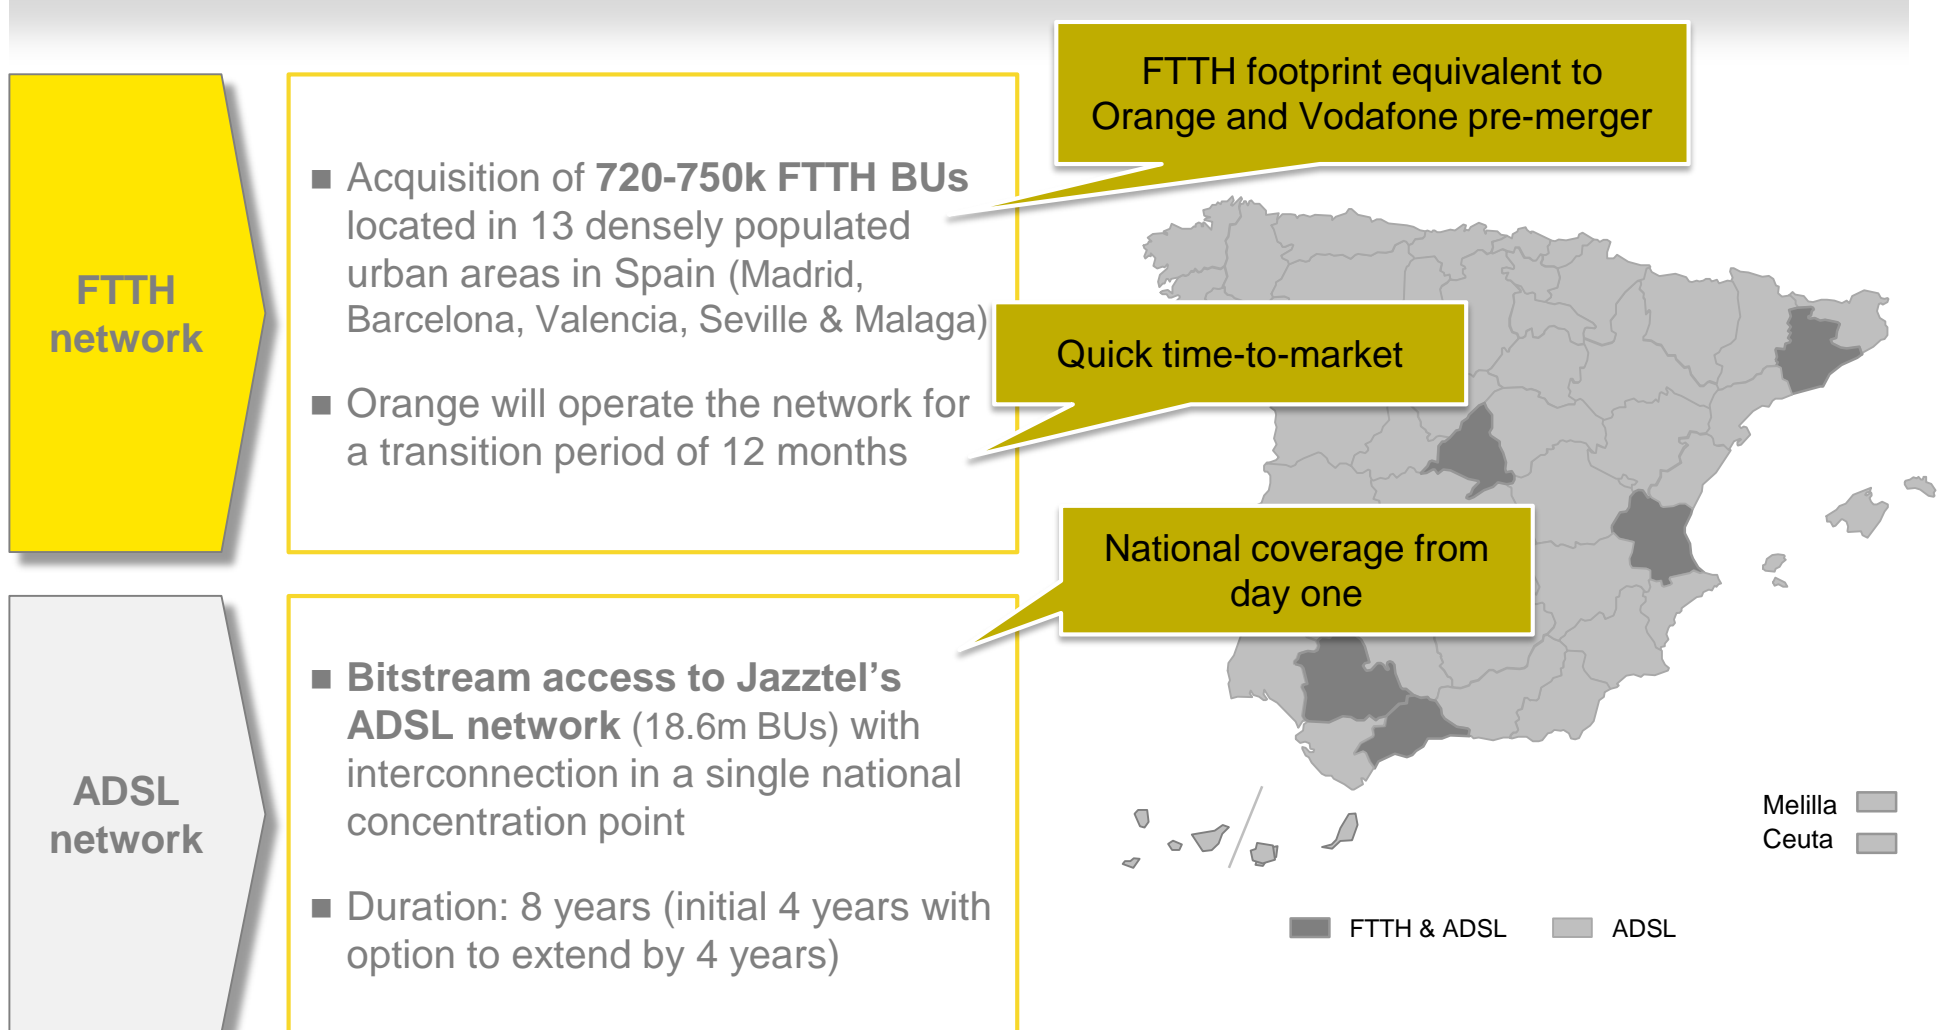 FTTH footprint equivalent to
Orange and Vodafone pre-merger
FTTH
network
■ Acquisition of 720-750k FTTH BUs
located in 13 densely populated
urban areas in Spain (Madrid,
Barcelona, Valencia, Seville & Malaga)
Quick time-to-market
■ Orange will operate the network for
a transition period of 12 months
National coverage from
day one
ADSL
network
■ Bitstream access to Jazztel’s
ADSL network (18.6m BUs) with
interconnection in a single national
concentration point
■ Duration: 8 years (initial 4 years with
option to extend by 4 years)
Melilla
Ceuta
FTTH & ADSL
ADSL